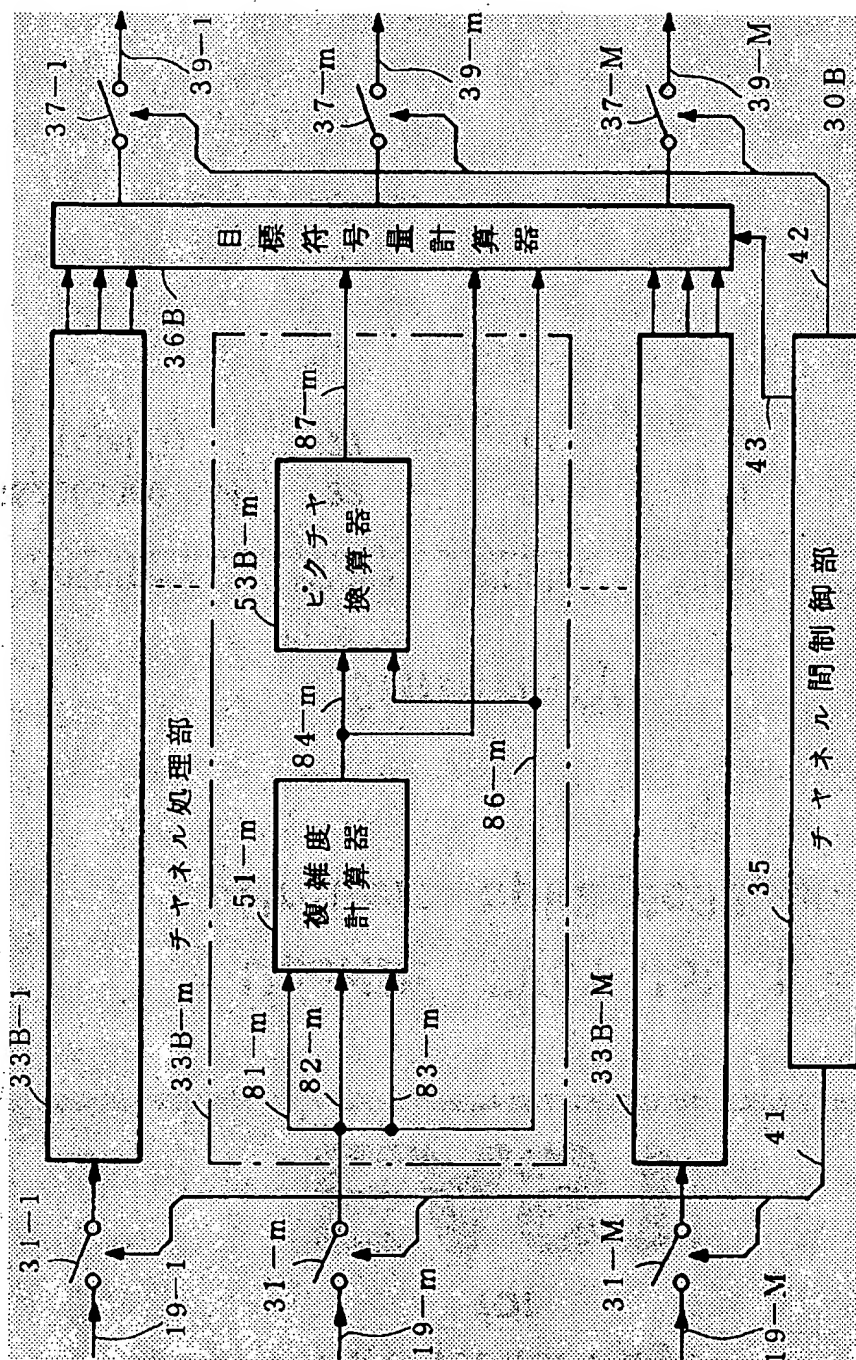 19-1
31-1
33B-1
36B
37-1
39-1
33B-m チャネル処理部
19-m
31-m
81-m
82-m
83-m
51-m
複雑度
計算器
84-m
86-m
53B-m
ピクチャ
換算器
87-m
目標符号量計算器
37-m
39-m
33B-M
19-M
31-M
37-M
39-M
41
35
チャネル間制御部
43
42
30B